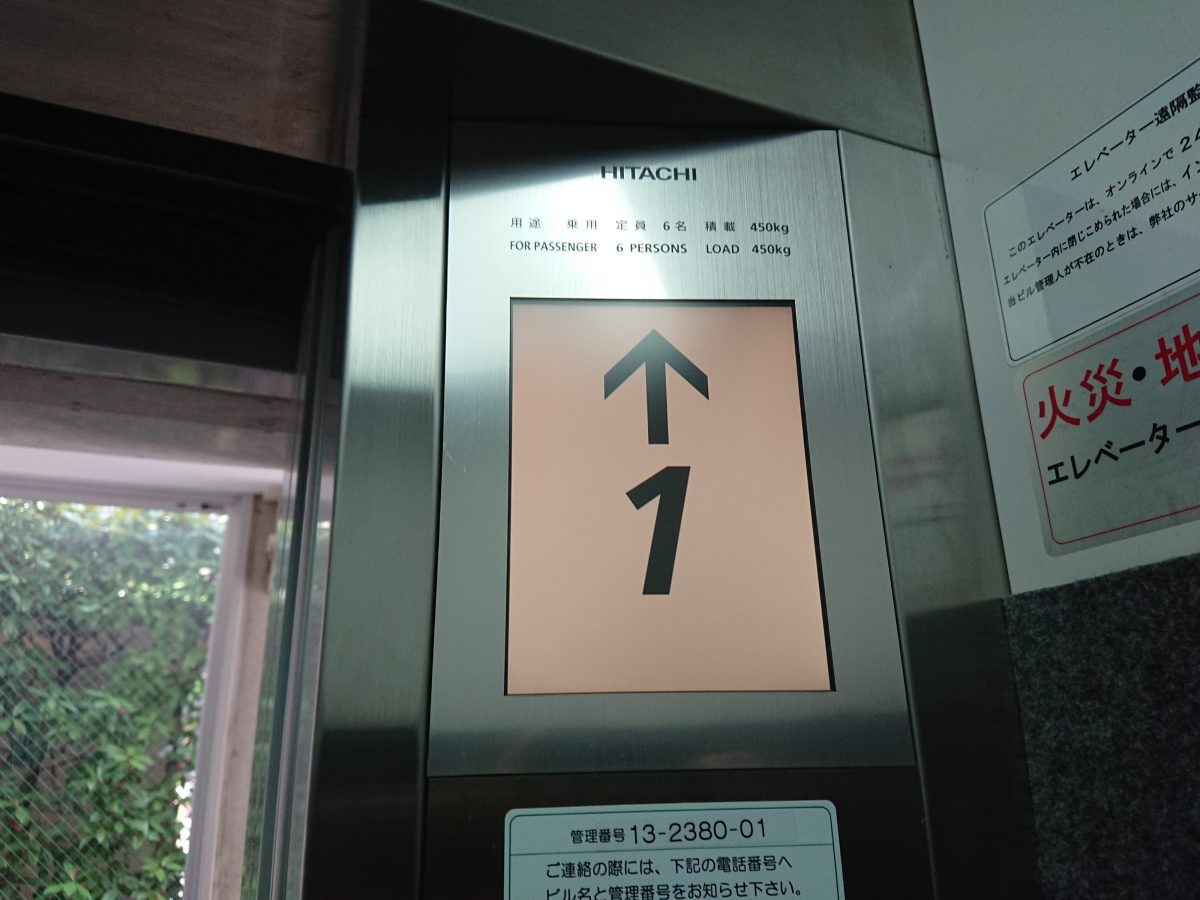 HITACHI
用途 乗用 定員 6名 積載 450kg
FOR PASSENGER 6 PERSONS LOAD 450kg
1
管理番号 13-2380-01
ご連絡の際には、下記の電話番号へ
ビル名と管理番号をお知らせ下さい。
エレベーター遠隔監
このエレベーターは、オンラインで24
エレベーター内に閉じこめられた場合には、イン
当ビル管理人が不在のときは、弊社のサ
火災・地
エレベーター